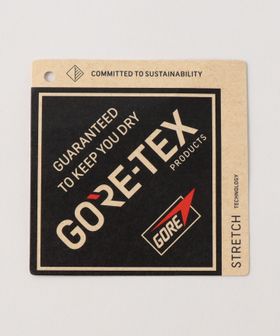 COMMITTED TO SUSTAINABILITY
GUARANTEED
TO KEEP YOU DRY
GORE-TEX
PRODUCTS
GORE
STRETCH
TECHNOLOGY